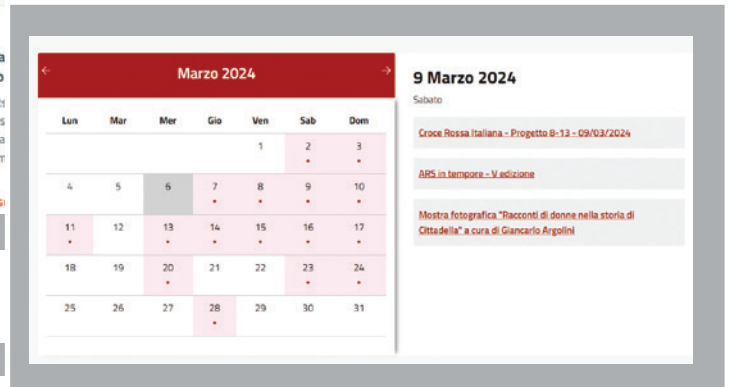 ← Marzo 2024 →
Lun Mar Mer Gio Ven Sab Dom
1 2 3
4 5 6 7 8 9 10
11 12 13 14 15 16 17
18 19 20 21 22 23 24
25 26 27 28 29 30 31
9 Marzo 2024
Sabato
Croce Rossa Italiana - Progetto 8-13 - 09/03/2024
ARS in tempore - V edizione
Mostra fotografica "Racconti di donne nella storia di
Cittadella" a cura di Giancarlo Argolini